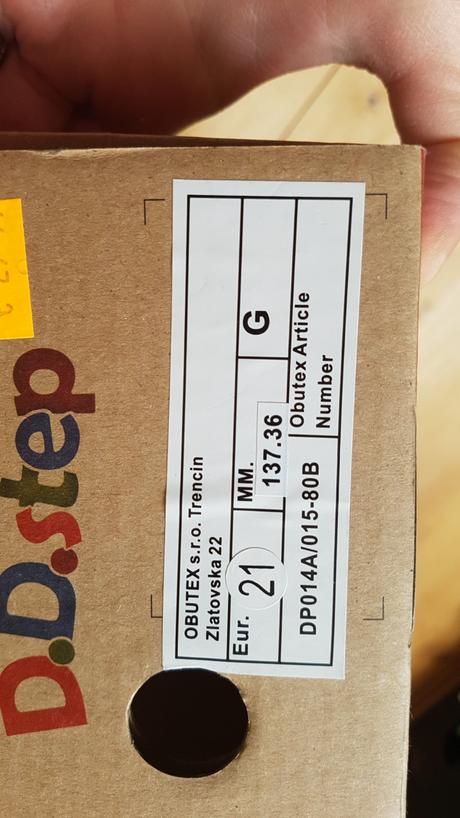 D.D.step
OBUTEX s.r.o. Trencin
Zlatovska 22
Eur. 21 MM. 137.36 G
DP014A/015-80B Obutex Article Number